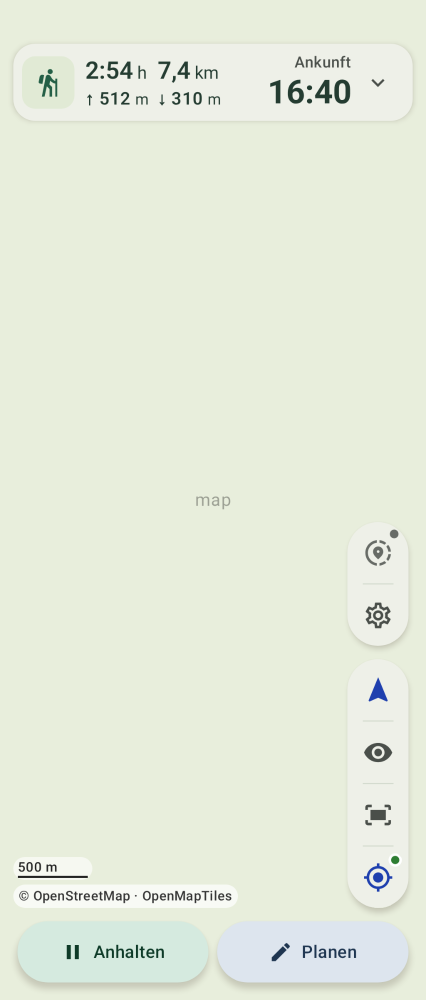 2:54 h 7,4 km
↑ 512 m ↓ 310 m
Ankunft
16:40
map
500 m
© OpenStreetMap · OpenMapTiles
Anhalten
Planen